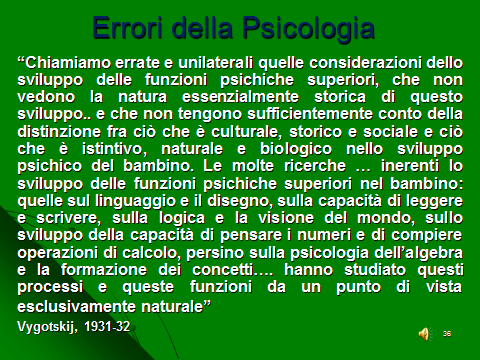 Errori della Psicologia
“Chiamiamo errate e unilaterali quelle considerazioni dello
sviluppo delle funzioni psichiche superiori, che non
vedono la natura essenzialmente storica di questo
sviluppo.. e che non tengono sufficientemente conto della
distinzione fra ciò che è culturale, storico e sociale e ciò
che è istintivo, naturale e biologico nello sviluppo
psichico del bambino. Le molte ricerche … inerenti lo
sviluppo delle funzioni psichiche superiori nel bambino:
quelle sul linguaggio e il disegno, sulla capacità di leggere
e scrivere, sulla logica e la visione del mondo, sullo
sviluppo della capacità di pensare i numeri e di compiere
operazioni di calcolo, persino sulla psicologia dell’algebra
e la formazione dei concetti…. hanno studiato questi
processi e queste funzioni da un punto di vista
esclusivamente naturale”
Vygotskij, 1931-32
36